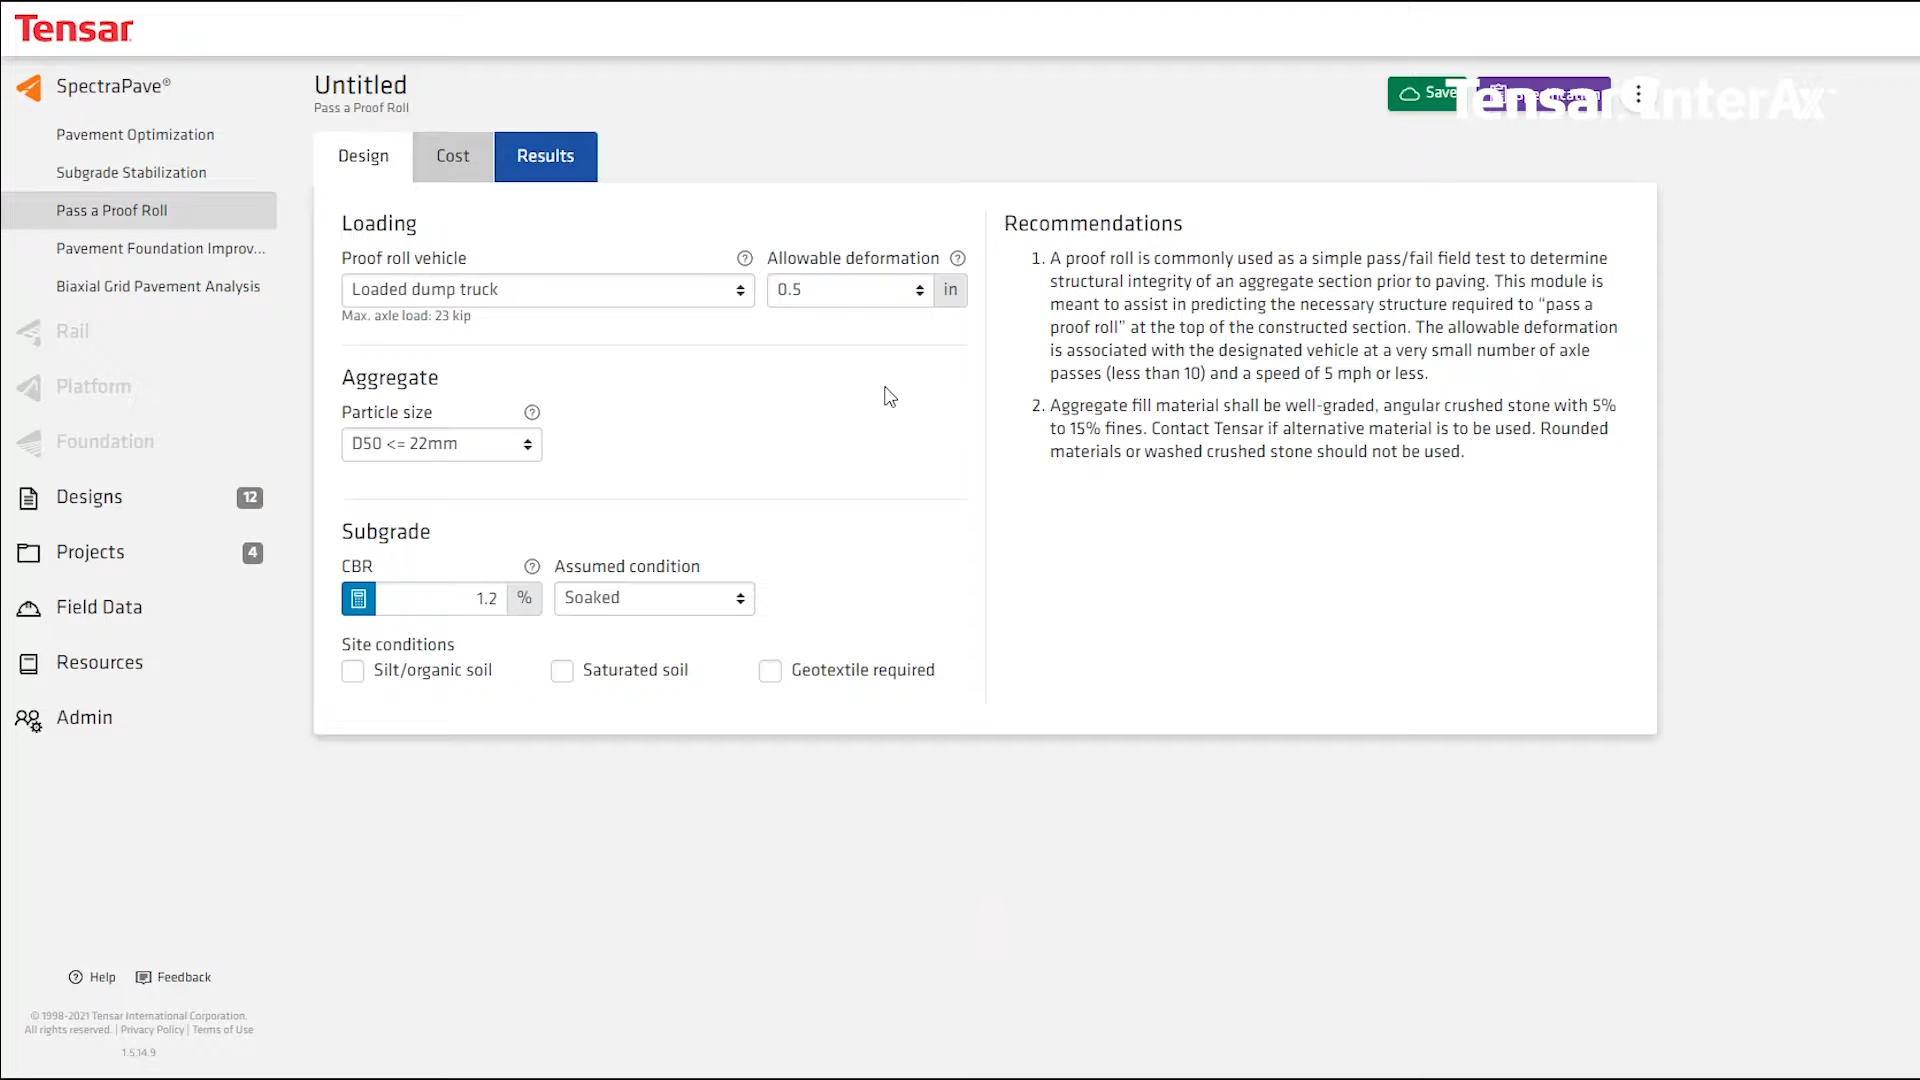 Tensar
SpectraPave®
Pavement Optimization
Subgrade Stabilization
Pass a Proof Roll
Pavement Foundation Improv...
Biaxial Grid Pavement Analysis
Rail
Platform
Foundation
Designs 12
Projects 4
Field Data
Resources
Admin
Help Feedback
© 1998-2021 Tensar International Corporation.
All rights reserved. | Privacy Policy | Terms of Use
1.5.14.9
Untitled
Pass a Proof Roll
Save
Tensar. InterAx™
Design Cost Results
Loading
Proof roll vehicle ? Allowable deformation ?
Loaded dump truck 0.5 in
Max. axle load: 23 kip
Aggregate
Particle size ?
D50 <= 22mm
Subgrade
CBR ? Assumed condition
1.2 % Soaked
Site conditions
Silt/organic soil Saturated soil Geotextile required
Recommendations
1. A proof roll is commonly used as a simple pass/fail field test to determine
structural integrity of an aggregate section prior to paving. This module is
meant to assist in predicting the necessary structure required to “pass a
proof roll” at the top of the constructed section. The allowable deformation
is associated with the designated vehicle at a very small number of axle
passes (less than 10) and a speed of 5 mph or less.
2. Aggregate fill material shall be well-graded, angular crushed stone with 5%
to 15% fines. Contact Tensar if alternative material is to be used. Rounded
materials or washed crushed stone should not be used.